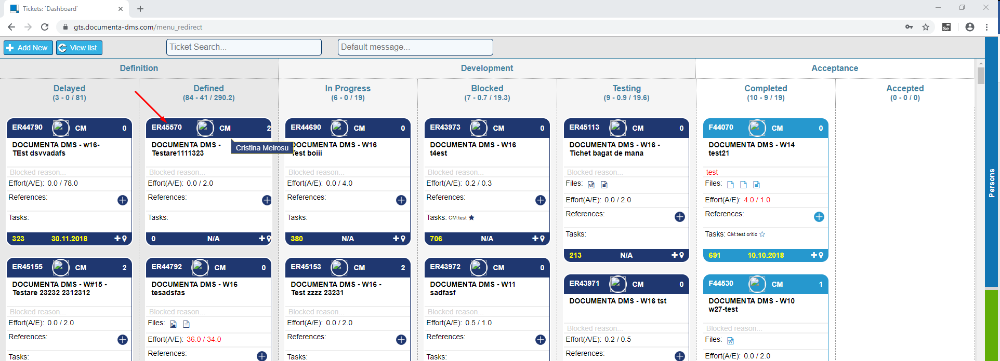 Tickets: `Dashboard`
gts.documenta-dms.com/menu_redirect
Se
Add New
View list
Ticket Search...
Default message...
Definition
Development
Acceptance
Delayed
(3 - 0 / 81)
Defined
(84 - 41 / 290.2)
In Progress
(6 - 0 / 19)
Blocked
(7 - 0.7 / 19.3)
Testing
(9 - 0.9 / 19.6)
Completed
(10 - 9 / 19)
Accepted
(0 - 0 / 0)
ER44790 CM 0
DOCUMENTA DMS - w16-
TEst dsvvadafs
Blocked reason...
Effort(A/E): 0.0 / 78.0
References:
Tasks:
323 30.11.2018
ER45155 CM 2
DOCUMENTA DMS - W#15 -
Testare 23232 2312312
Blocked reason...
Effort(A/E): 0.0 / 2.0
References:
Tasks:
ER45570 CM 2
DOCUMENTA DMS -
Testare1111323
Cristina Meirosu
Blocked reason...
Effort(A/E): 0.0 / 2.0
References:
Tasks:
0 N/A
ER44792 CM 0
DOCUMENTA DMS - W16
tesadsfas
Blocked reason...
Files:
Effort(A/E): 36.0 / 34.0
References:
ER44690 CM 0
DOCUMENTA DMS - W16
Test boiii
Blocked reason...
Effort(A/E): 0.0 / 4.0
References:
Tasks:
380 N/A
ER45153 CM 2
DOCUMENTA DMS - W16 -
Test zzzz 23231
Blocked reason...
Effort(A/E): 0.0 / 2.0
References:
Tasks:
ER43973 CM 0
DOCUMENTA DMS - W16
t4est
Blocked reason...
Effort(A/E): 0.2 / 0.3
References:
Tasks: CM:test
706 N/A
ER43972 CM 0
DOCUMENTA DMS - W11
sadfasf
Blocked reason...
Effort(A/E): 0.5 / 1.0
References:
Tasks:
ER45113 CM 0
DOCUMENTA DMS - W16 -
Tichet bagat de mana
Blocked reason...
Files:
Effort(A/E): 0.0 / 2.0
References:
Tasks:
213 N/A
ER43971 CM 0
DOCUMENTA DMS - W16 tst
Blocked reason...
Effort(A/E): 0.2 / 0.5
References:
F44070 CM 0
DOCUMENTA DMS - W14
test21
test
Files:
Effort(A/E): 4.0 / 1.0
References:
Tasks: CM:test critic
691 10.10.2018
F44530 CM 1
DOCUMENTA DMS - W10
w27-test
Blocked reason...
Files:
Effort(A/E): 0.0 / 2.0
Persons